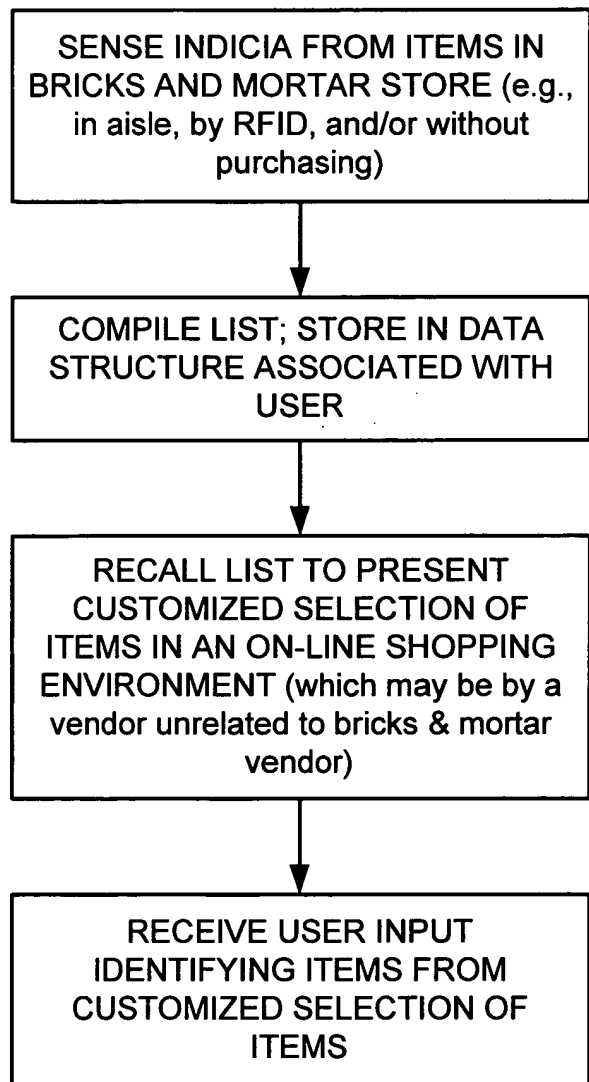 SENSE INDICIA FROM ITEMS IN
BRICKS AND MORTAR STORE (e.g.,
in aisle, by RFID, and/or without
purchasing)
COMPILE LIST; STORE IN DATA
STRUCTURE ASSOCIATED WITH
USER
RECALL LIST TO PRESENT
CUSTOMIZED SELECTION OF
ITEMS IN AN ON-LINE SHOPPING
ENVIRONMENT (which may be by a
vendor unrelated to bricks & mortar
vendor)
RECEIVE USER INPUT
IDENTIFYING ITEMS FROM
CUSTOMIZED SELECTION OF
ITEMS